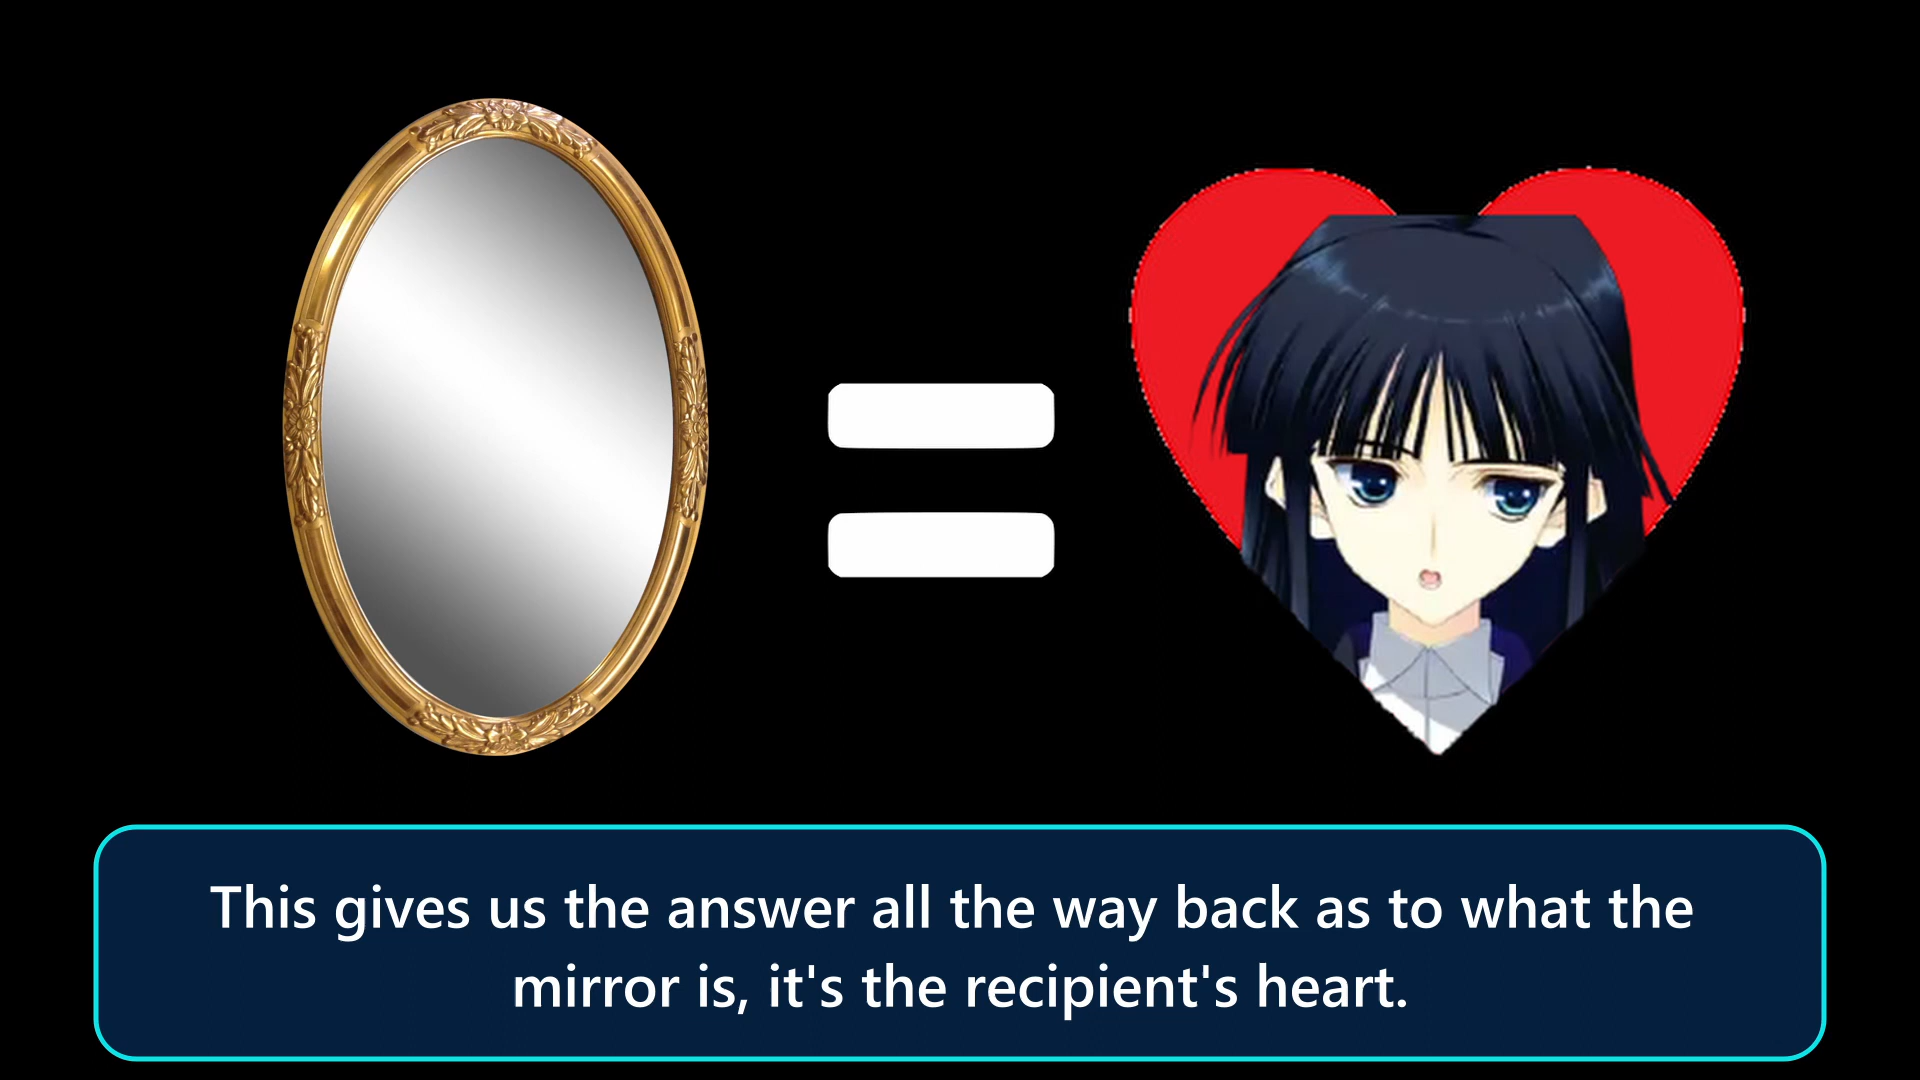 This gives us the answer all the way back as to what the
mirror is, it's the recipient's heart.